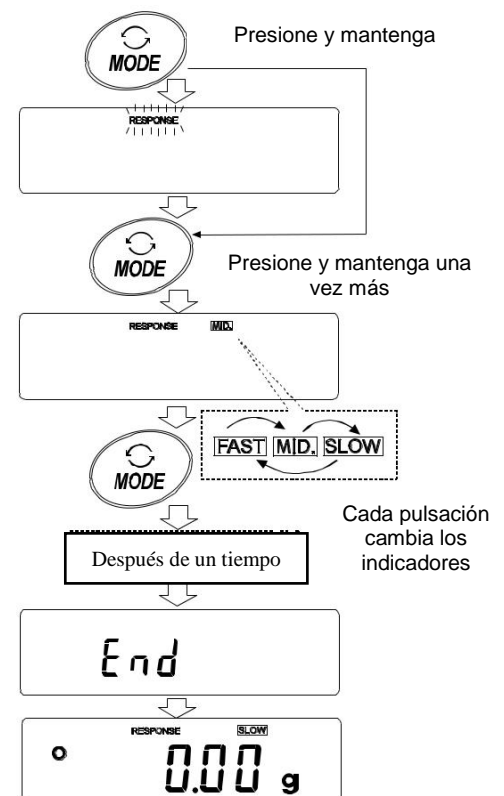 Presione y mantenga
MODE
RESPONSE
MODE
Presione y mantenga una
vez más
RESPONSE MID.
FAST MID. SLOW
MODE
Cada pulsación
cambia los
indicadores
Después de un tiempo
End
RESPONSE SLOW
0.00 g